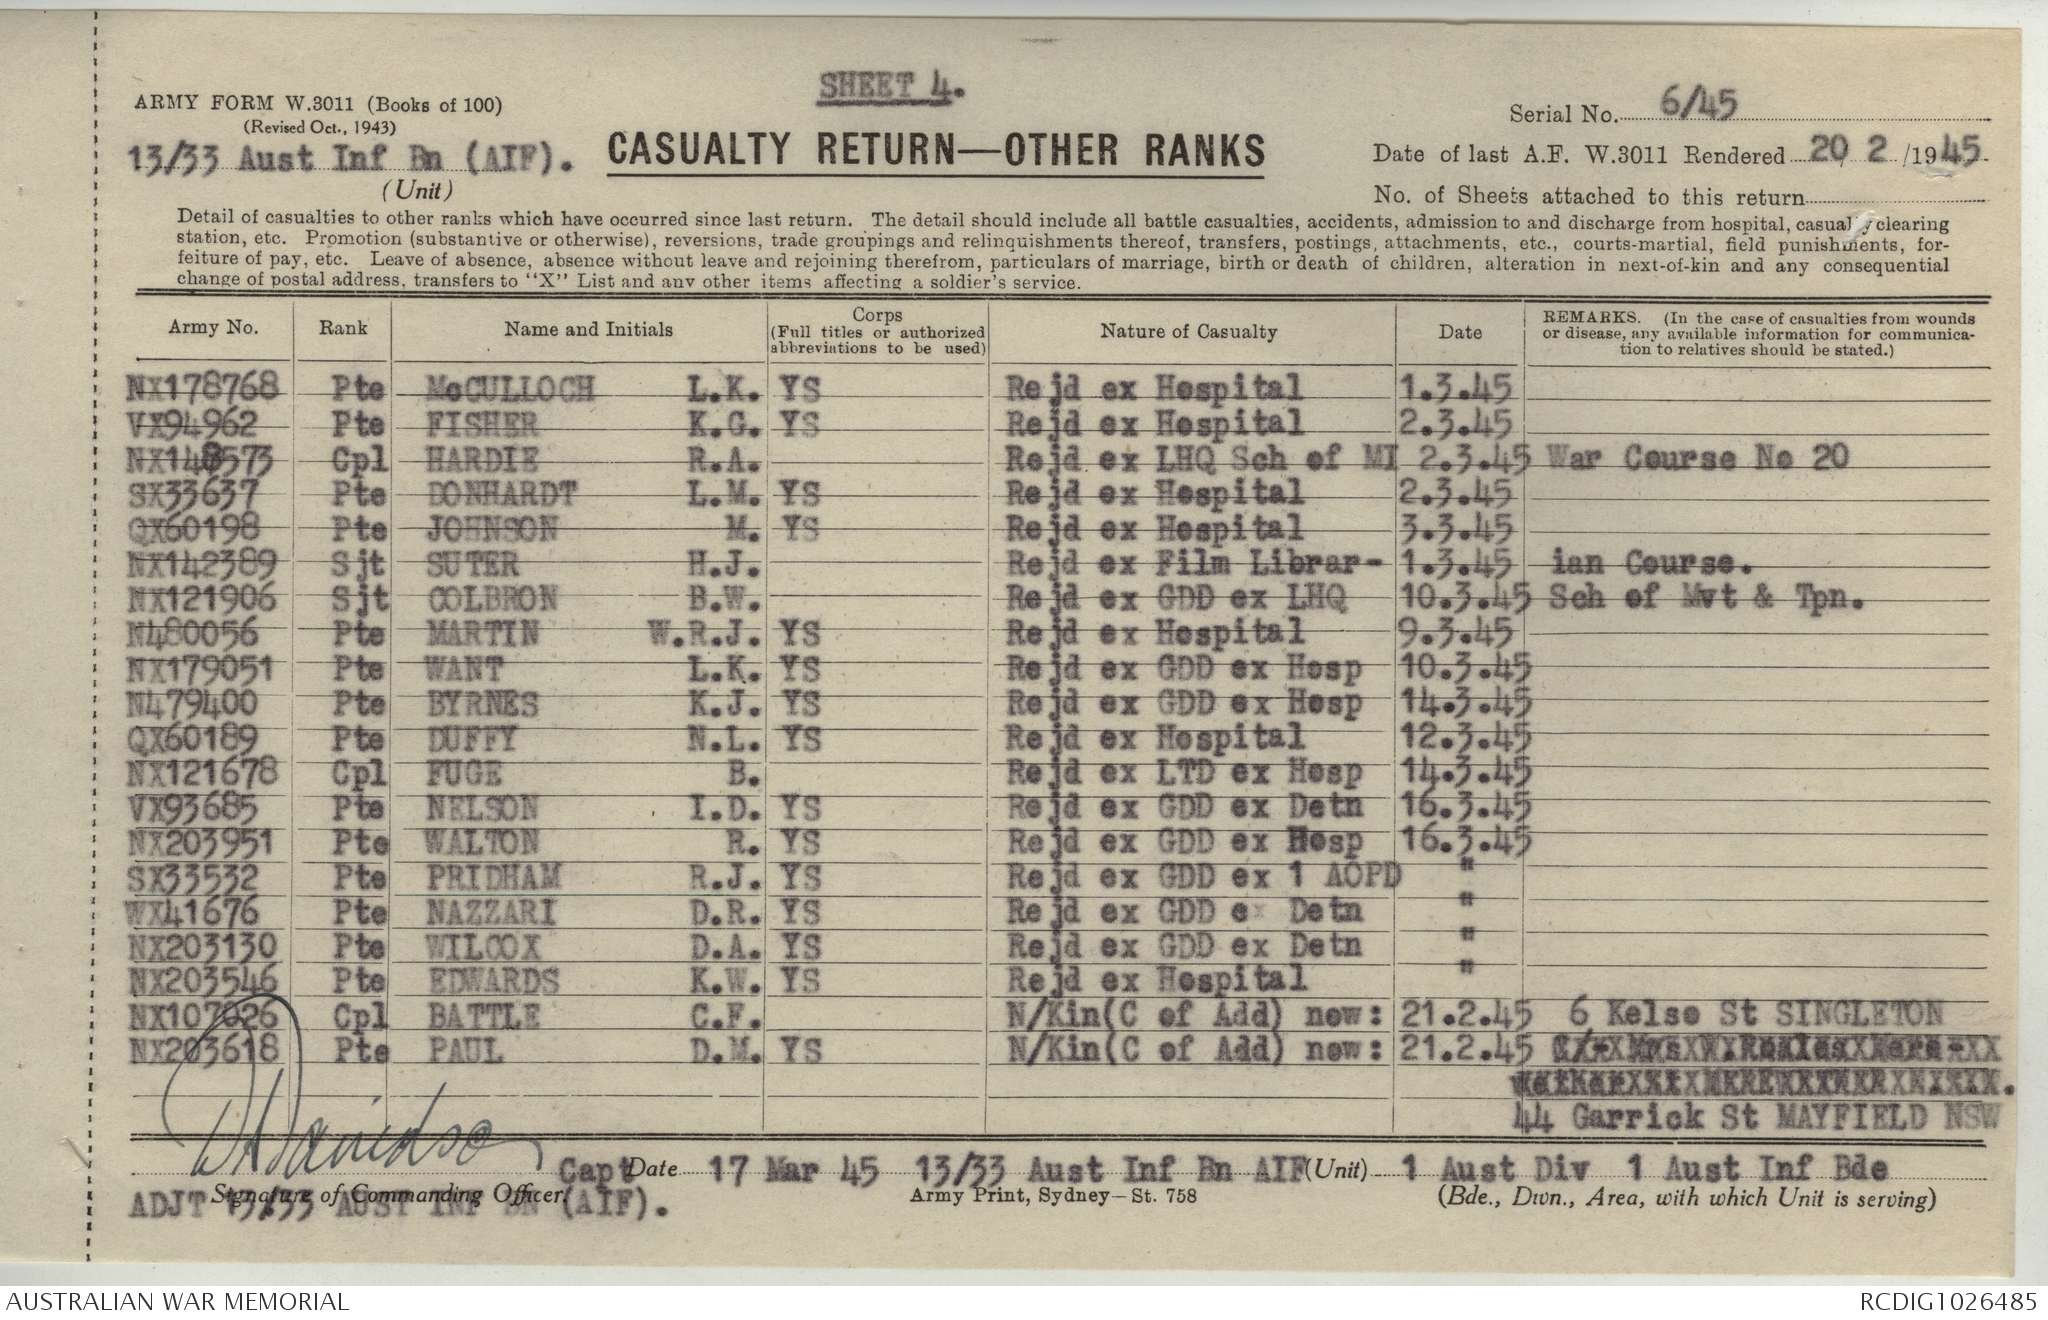 SHEET 4.
ARMY FORM W.3011 (Books of 100)
(Revised Oct., 1943)
Serial No. 6/45
13/33 Aust Inf Bn (AIF).
(Unit)
CASUALTY RETURN—OTHER RANKS
Date of last A.F. W.3011 Rendered 20/ 2 /1945
No. of Sheets attached to this return
Detail of casualties to other ranks which have occurred since last return. The detail should include all battle casualties, accidents, admission to and discharge from hospital, casualty clearing
station, etc. Promotion (substantive or otherwise), reversions, trade groupings and relinquishments thereof, transfers, postings, attachments, etc., courts-martial, field punishments, for-
feiture of pay, etc. Leave of absence, absence without leave and rejoining therefrom, particulars of marriage, birth or death of children, alteration in next-of-kin and any consequential
change of postal address, transfers to "X" List and any other items affecting a soldier's service.
Army No. Rank Name and Initials Corps (Full titles or authorized abbreviations to be used) Nature of Casualty Date REMARKS. (In the case of casualties from wounds or disease, any available information for communica- tion to relatives should be stated.)
NX178768 Pte McCULLOCH L.K. YS Rejd ex Hospital 1.3.45
VX94962 Pte FISHER K.G. YS Rejd ex Hospital 2.3.45
NX148573 Cpl HARDIE R.A. Rejd ex LHQ Sch of MI 2.3.45 War Course No 20
SX33637 Pte DONHARDT L.M. YS Rejd ex Hospital 2.3.45
QX60198 Pte JOHNSON M. YS Rejd ex Hospital 3.3.45
NX142389 Sjt SUTER H.J. Rejd ex Film Librar- 1.3.45 ian Course.
NX121906 Sjt COLBRON B.W. Rejd ex GDD ex LHQ 10.3.45 Sch of Mvt & Tpn.
N480056 Pte MARTIN W.R.J. YS Rejd ex Hospital 9.3.45
NX179051 Pte WANT L.K. YS Rejd ex GDD ex Hosp 10.3.45
N479400 Pte BYRNES K.J. YS Rejd ex GDD ex Hosp 14.3.45
QX60189 Pte DUFFY N.L. YS Rejd ex Hospital 12.3.45
NX121678 Cpl FUGE B. Rejd ex LTD ex Hosp 14.3.45
VX93685 Pte NELSON I.D. YS Rejd ex GDD ex Detn 16.3.45
NX203951 Pte WALTON R. YS Rejd ex GDD ex Hosp 16.3.45
SX33532 Pte PRIDHAM R.J. YS Rejd ex GDD ex 1 AOPD "
WX41676 Pte NAZZARI D.R. YS Rejd ex GDD ex Detn "
NX203130 Pte WILCOX D.A. YS Rejd ex GDD ex Detn "
NX203546 Pte EDWARDS K.W. YS Rejd ex Hospital "
NX107026 Cpl BATTLE C.F. N/Kin(C of Add) now: 21.2.45 6 Kelso St SINGLETON
NX203618 Pte PAUL D.M. YS N/Kin(C of Add) now: 21.2.45
44 Garrick St MAYFIELD NSW
Capt Date 17 Mar 45 13/33 Aust Inf Bn AIF (Unit) 1 Aust Div 1 Aust Inf Bde
Signature of Commanding Officer. Army Print, Sydney—St. 758 (Bde., Divn., Area, with which Unit is serving)
ADJT 13/33 AUST INF BN (AIF).
AUSTRALIAN WAR MEMORIAL RCDIG1026485